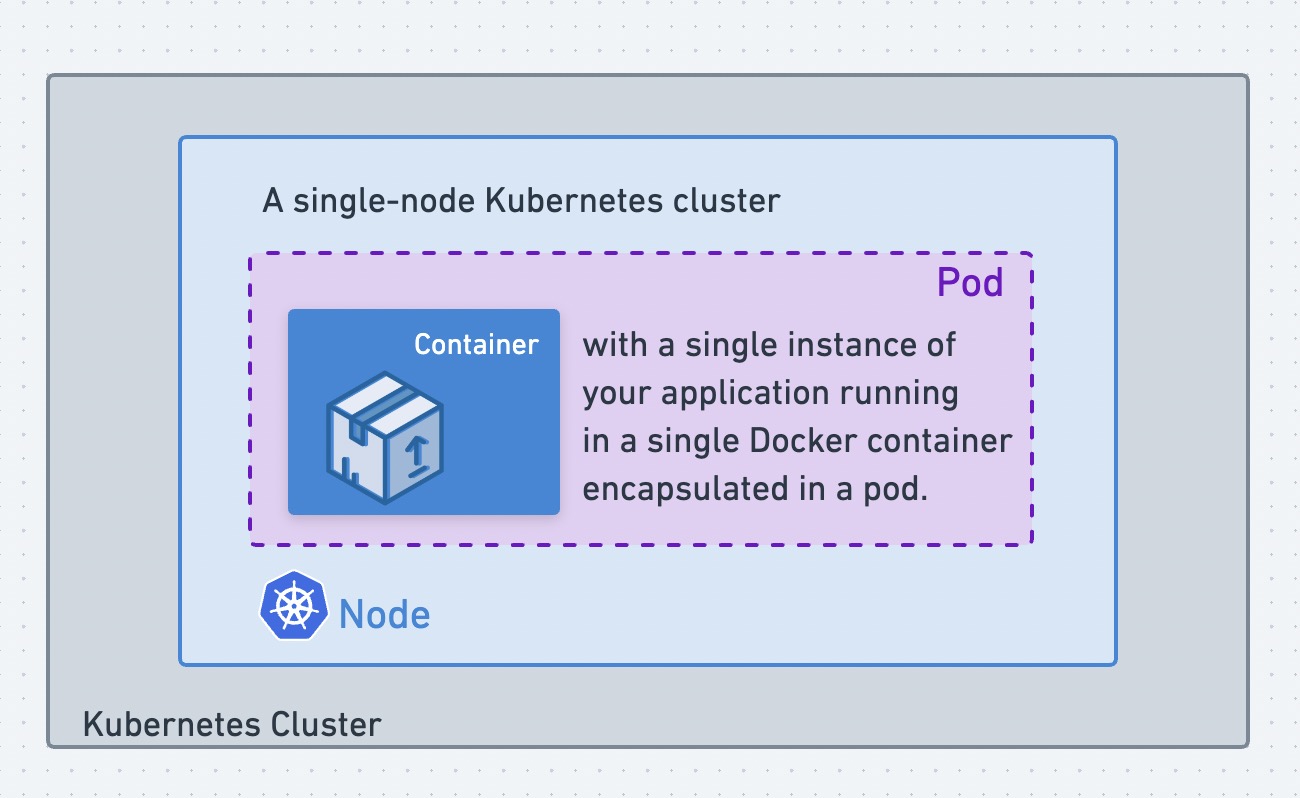 A single-node Kubernetes cluster
Pod
Container
with a single instance of
your application running
in a single Docker container
encapsulated in a pod.
Node
Kubernetes Cluster